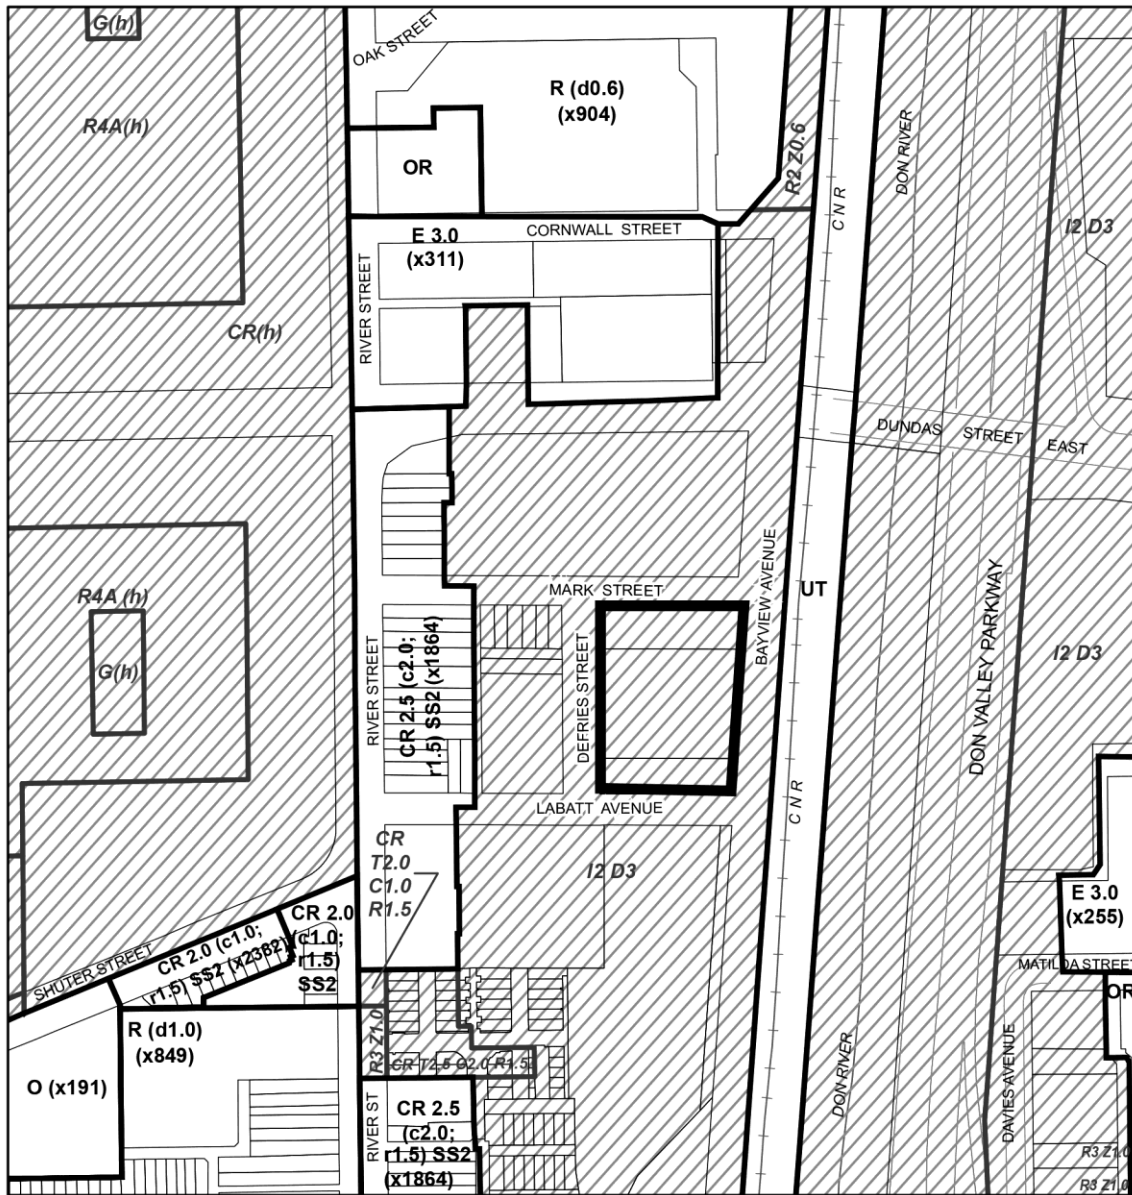 G(h)
OAK STREET
R4A(h)
R (d0.6)
(x904)
OR
R2 Z0.6
CNR
DON RIVER
I2 D3
E 3.0
(x311)
CORNWALL STREET
RIVER STREET
CR(h)
DUNDAS STREET EAST
MARK STREET
BAYVIEW AVENUE
UT
R4A (h)
G(h)
RIVER STREET
CR 2.5 (c2.0;
r1.5) SS2 (x1864)
DEFRIES STREET
DON VALLEY PARKWAY
I2 D3
CNR
LABATT AVENUE
CR
T2.0
C1.0
R1.5
I2 D3
E 3.0
(x255)
SHUTER STREET
CR 2.0 (c1.0;
r1.5) SS2 (x2382)
CR 2.0
(c1.0;
r1.5)
SS2
MATILDA STREET
OR
R (d1.0)
(x849)
R3 Z1.0
CR T2.5 C2.0 R1.5
DON RIVER
DAVIES AVENUE
O (x191)
RIVER ST
CR 2.5
(c2.0;
r1.5) SS2
(x1864)
R3 Z1.0
R3 Z1.0